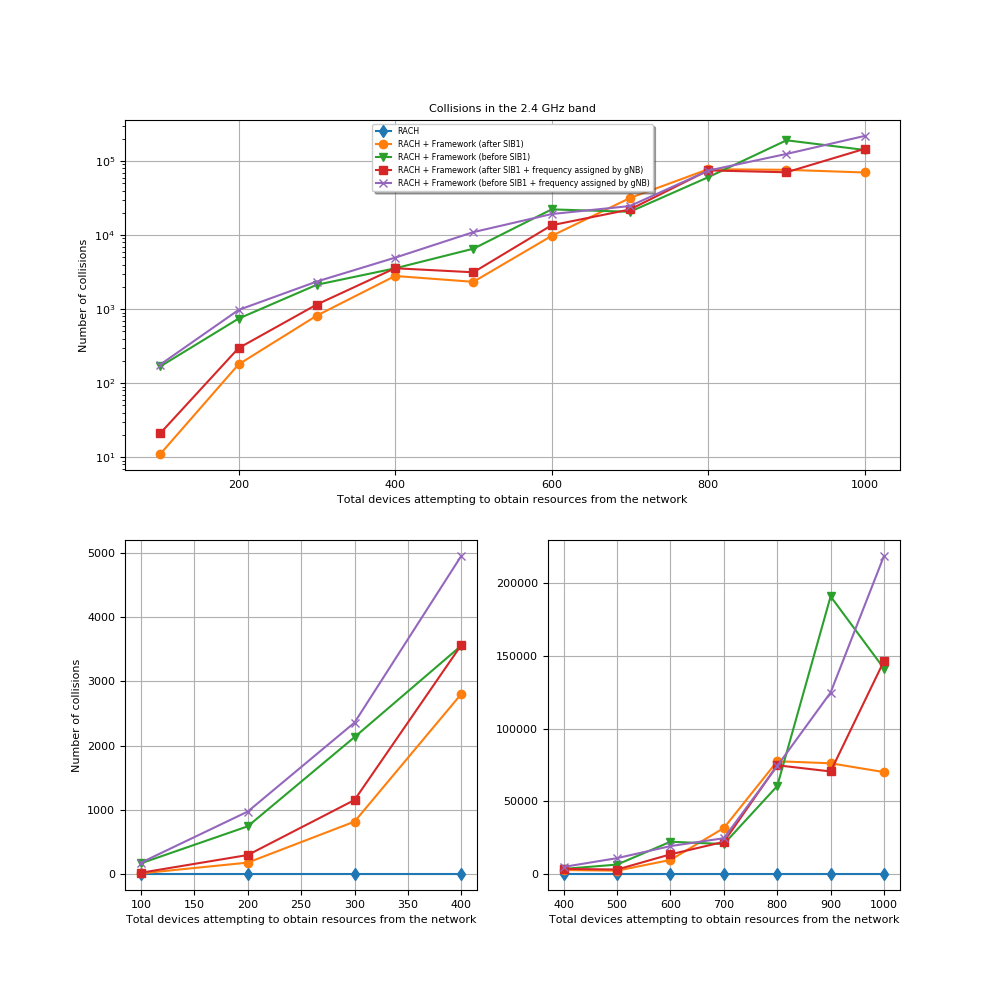 Collisions in the 2.4 GHz band
RACH
RACH + Framework (after SIB1)
RACH + Framework (before SIB1)
RACH + Framework (after SIB1 + frequency assigned by gNB)
RACH + Framework (before SIB1 + frequency assigned by gNB)
Number of collisions
10⁵
10⁴
10³
10²
10¹
200 400 600 800 1000
Total devices attempting to obtain resources from the network
Number of collisions
5000
4000
3000
2000
1000
0
100 150 200 250 300 350 400
Total devices attempting to obtain resources from the network
200000
150000
100000
50000
0
400 500 600 700 800 900 1000
Total devices attempting to obtain resources from the network